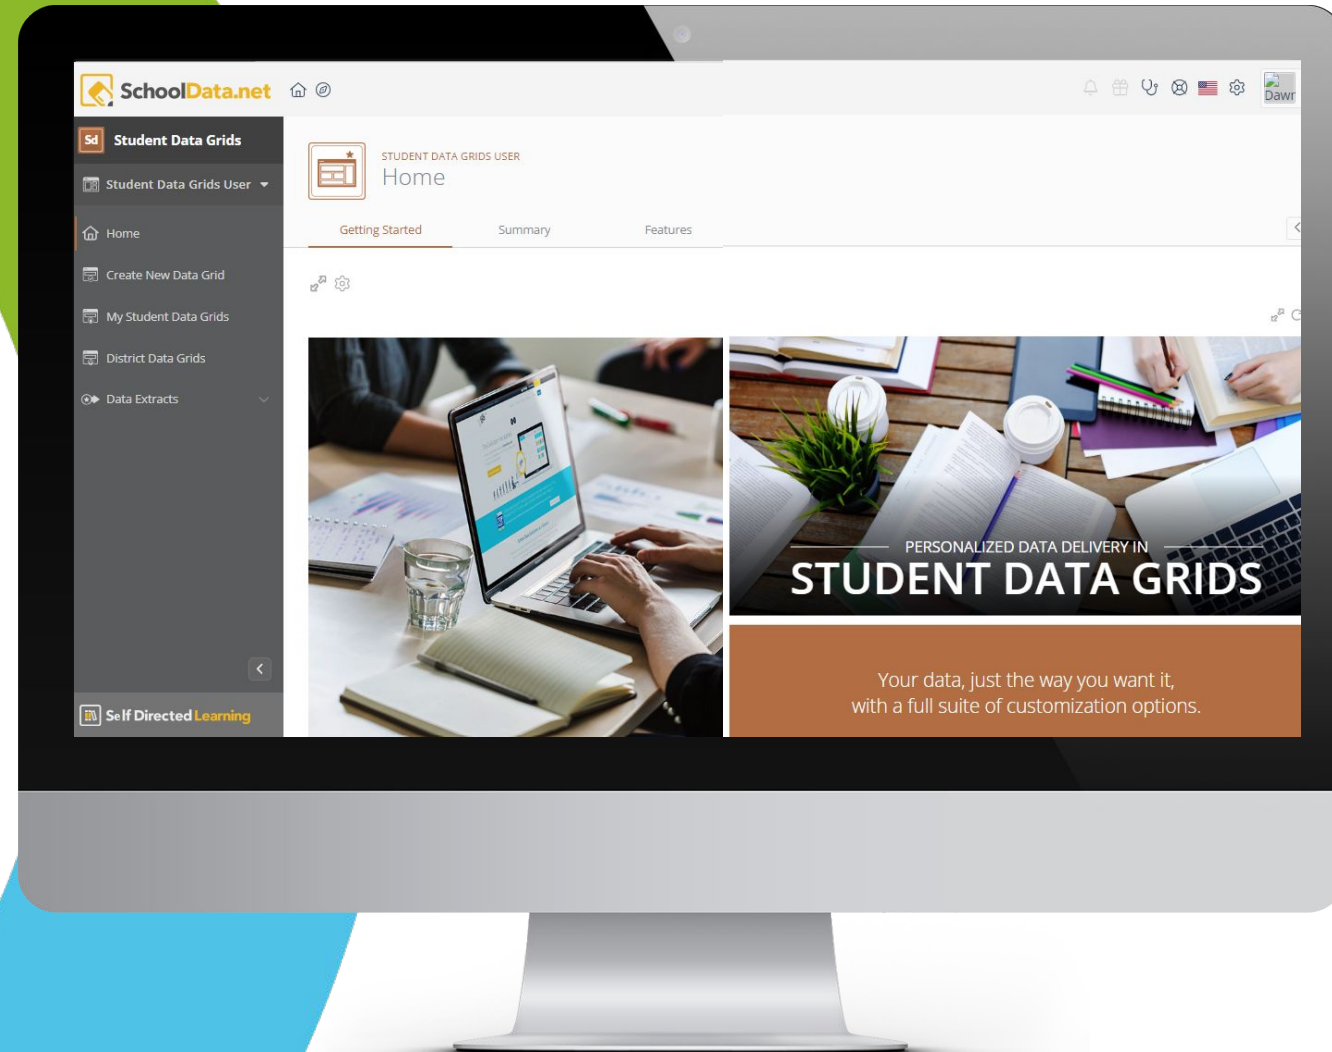 SchoolData.net
Dawr
Sd Student Data Grids
Student Data Grids User
Home
Create New Data Grid
My Student Data Grids
District Data Grids
Data Extracts
Self Directed Learning
STUDENT DATA GRIDS USER
Home
Getting Started Summary Features
PERSONALIZED DATA DELIVERY IN
STUDENT DATA GRIDS
Your data, just the way you want it,
with a full suite of customization options.